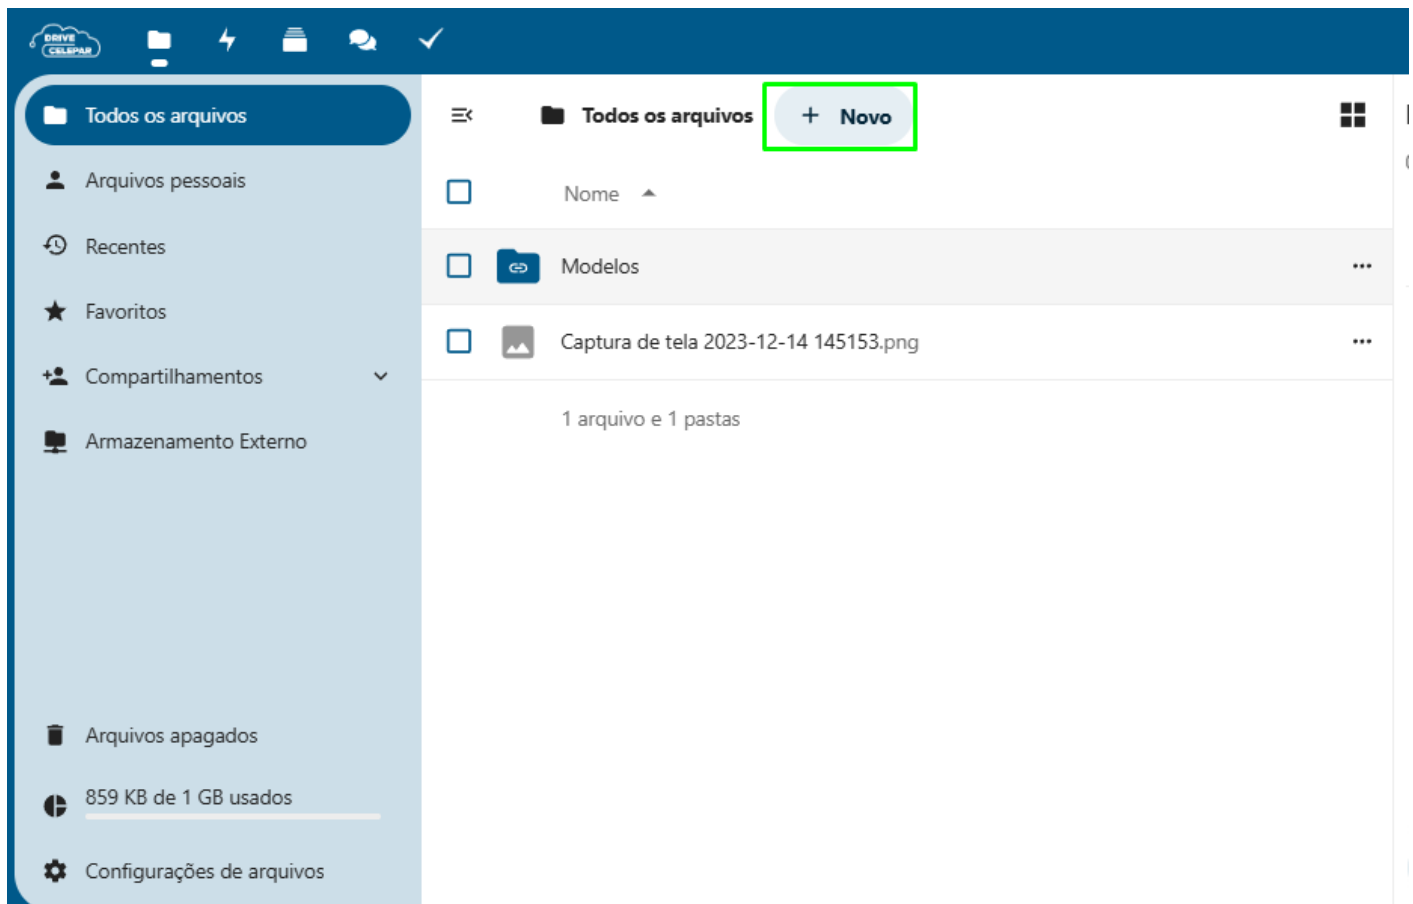 DRIVE
CELEPAR
Todos os arquivos
Arquivos pessoais
Recentes
Favoritos
Compartilhamentos
Armazenamento Externo
Arquivos apagados
859 KB de 1 GB usados
Configurações de arquivos
Todos os arquivos
+ Novo
Nome
Modelos
Captura de tela 2023-12-14 145153.png
1 arquivo e 1 pastas